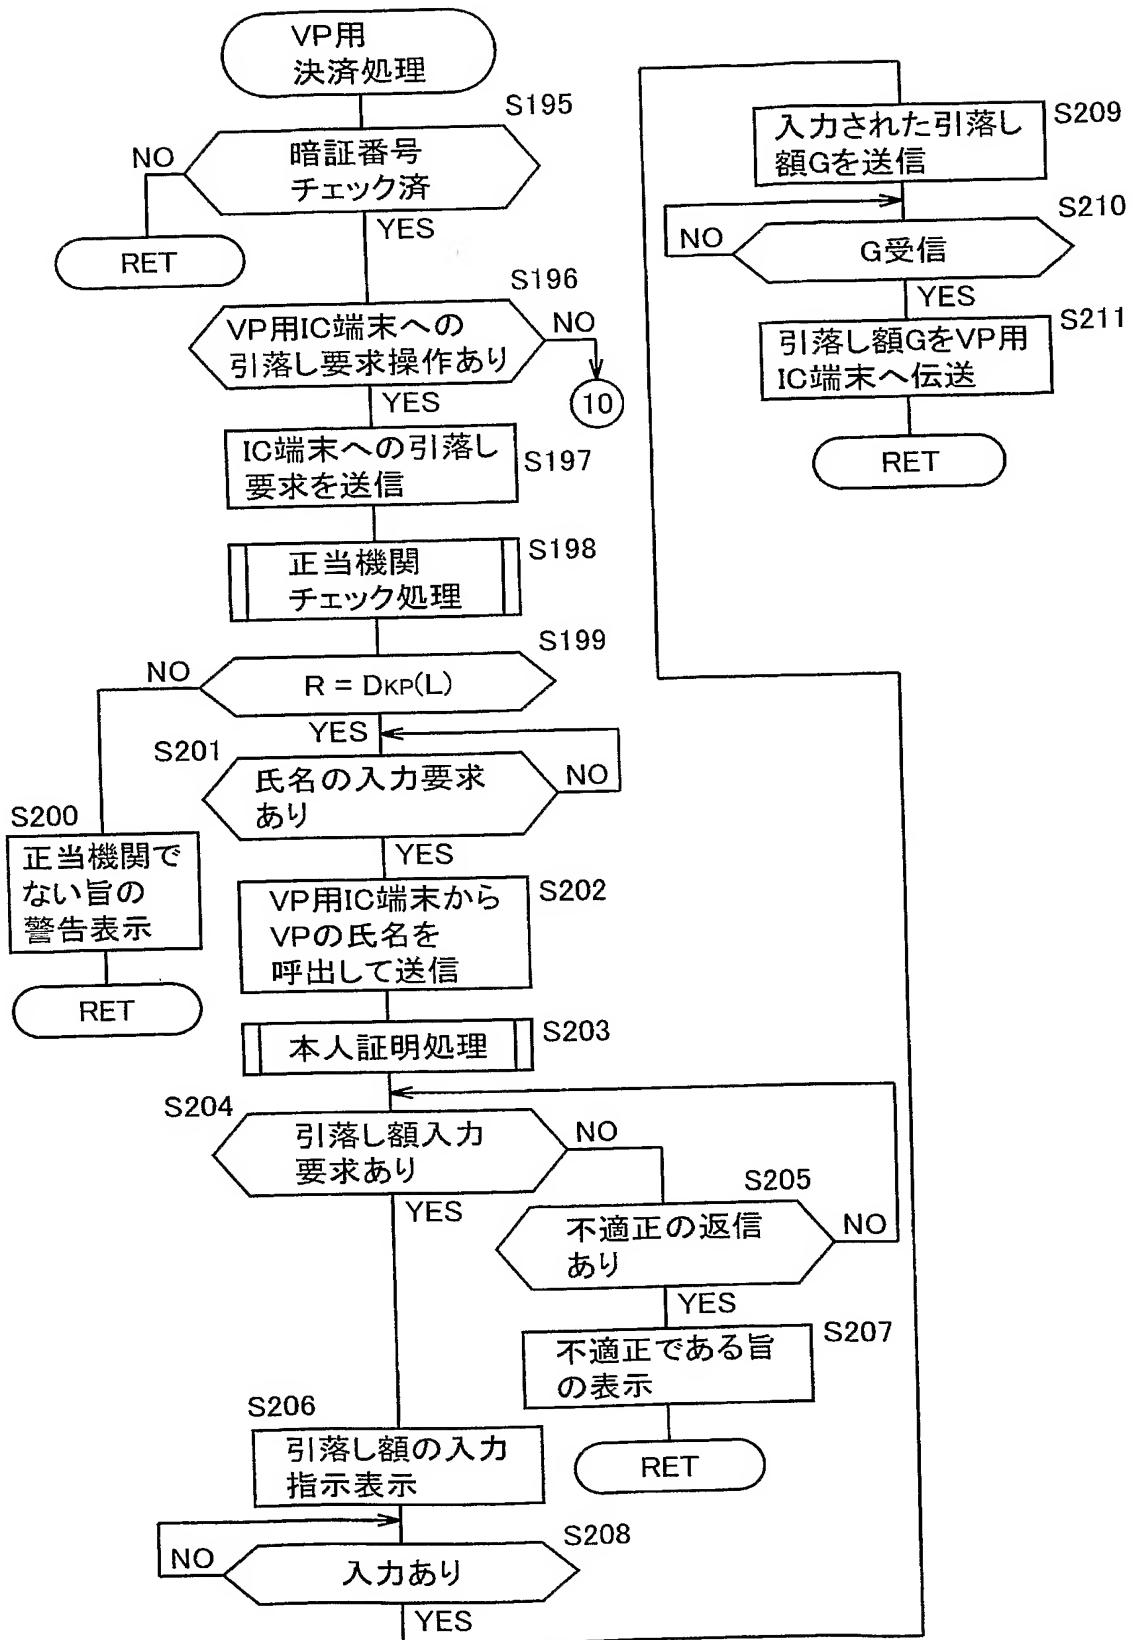 VP用
決済処理
S195
暗証番号
チェック済
NO
YES
RET
S196
VP用IC端末への
引落し要求操作あり
NO
10
YES
IC端末への引落し
要求を送信
S197
正当機関
チェック処理
S198
S199
R = DKP(L)
NO
YES
S201
氏名の入力要求
あり
NO
YES
S200
正当機関で
ない旨の
警告表示
RET
VP用IC端末から
VPの氏名を
呼出して送信
S202
本人証明処理
S203
S204
引落し額入力
要求あり
NO
YES
S205
不適正の返信
あり
NO
YES
不適正である旨
の表示
S207
RET
S206
引落し額の入力
指示表示
S208
入力あり
NO
YES
入力された引落し
額Gを送信
S209
S210
G受信
NO
YES
引落し額GをVP用
IC端末へ伝送
S211
RET